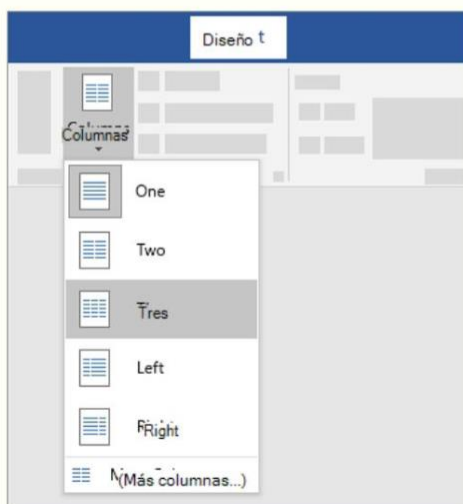 Diseño t
Columnas
One
Two
Tres
Left
Right
(Más columnas...)